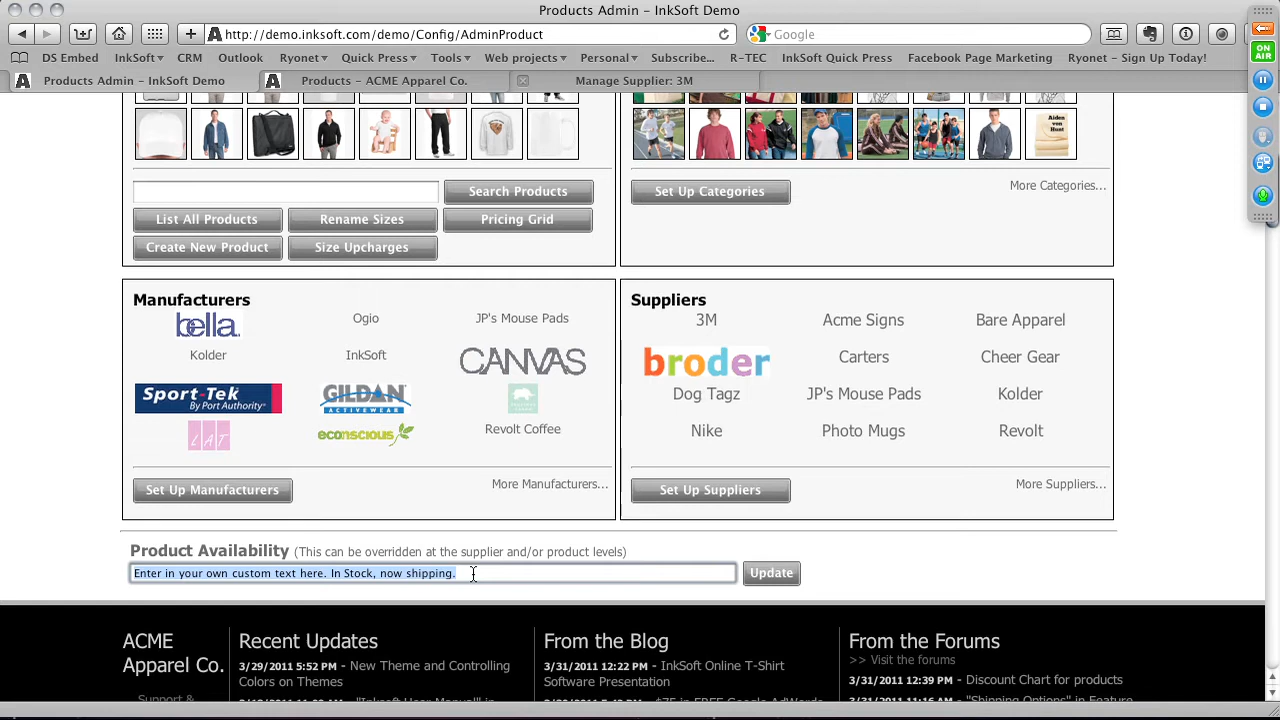 Products Admin – InkSoft Demo
http://demo.inksoft.com/demo/Config/AdminProduct
Google
DS Embed InkSoft CRM Outlook Ryonet Quick Press Tools Web projects Personal Subscribe... R-TEC InkSoft Quick Press Facebook Page Marketing Ryonet – Sign Up Today!
Products Admin – InkSoft Demo Products – ACME Apparel Co. Manage Supplier: 3M
ON AIR
Aiden von Hunt
Search Products
List All Products Rename Sizes Pricing Grid
Create New Product Size Upcharges
Set Up Categories
More Categories...
Manufacturers
bella. Ogio JP's Mouse Pads
Kolder InkSoft CANVAS
Sport-Tek By Port Authority® GILDAN ACTIVEWEAR
LAT econscious Revolt Coffee
Set Up Manufacturers More Manufacturers...
Suppliers
3M Acme Signs Bare Apparel
broder Carters Cheer Gear
Dog Tagz JP's Mouse Pads Kolder
Nike Photo Mugs Revolt
Set Up Suppliers More Suppliers...
Product Availability (This can be overridden at the supplier and/or product levels)
Enter in your own custom text here. In Stock, now shipping.
Update
ACME
Apparel Co.
Support &
Recent Updates
3/29/2011 5:52 PM - New Theme and Controlling
Colors on Themes
From the Blog
3/31/2011 12:22 PM - InkSoft Online T-Shirt
Software Presentation
From the Forums
>> Visit the forums
3/31/2011 12:39 PM - Discount Chart for products